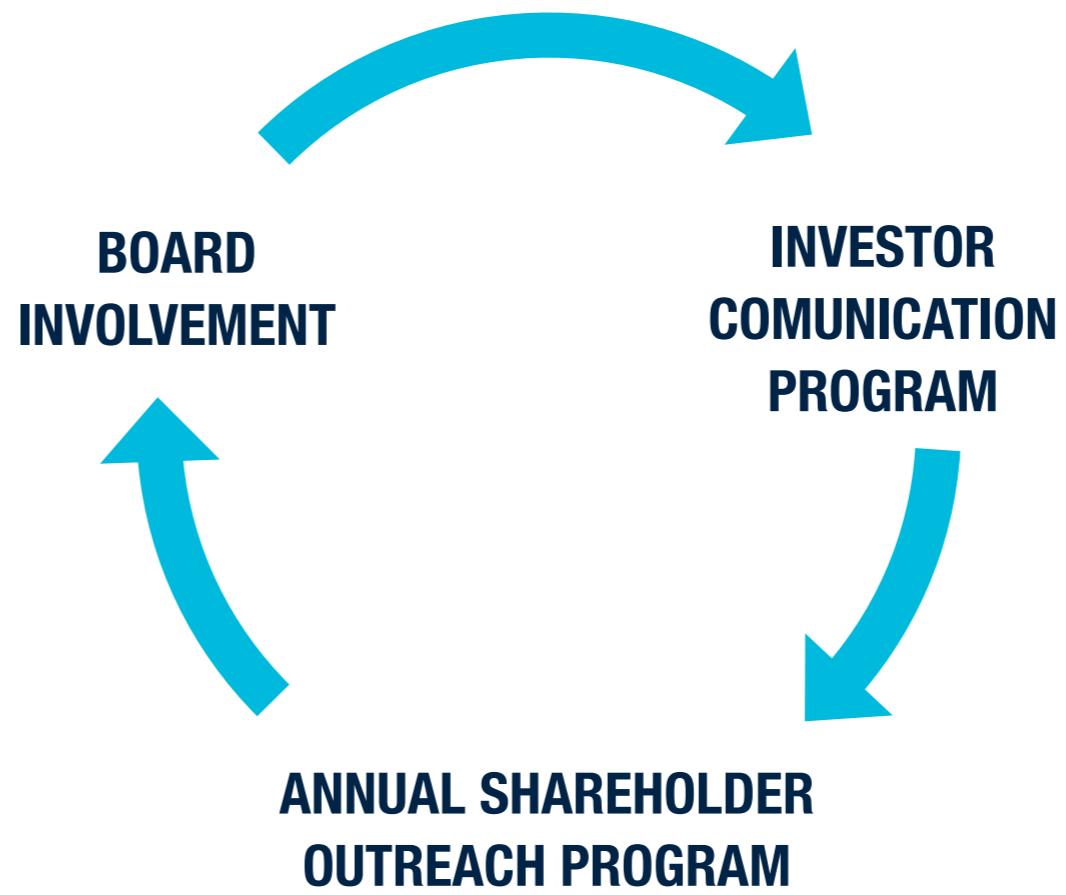 BOARD
INVOLVEMENT
INVESTOR
COMUNICATION
PROGRAM
ANNUAL SHAREHOLDER
OUTREACH PROGRAM